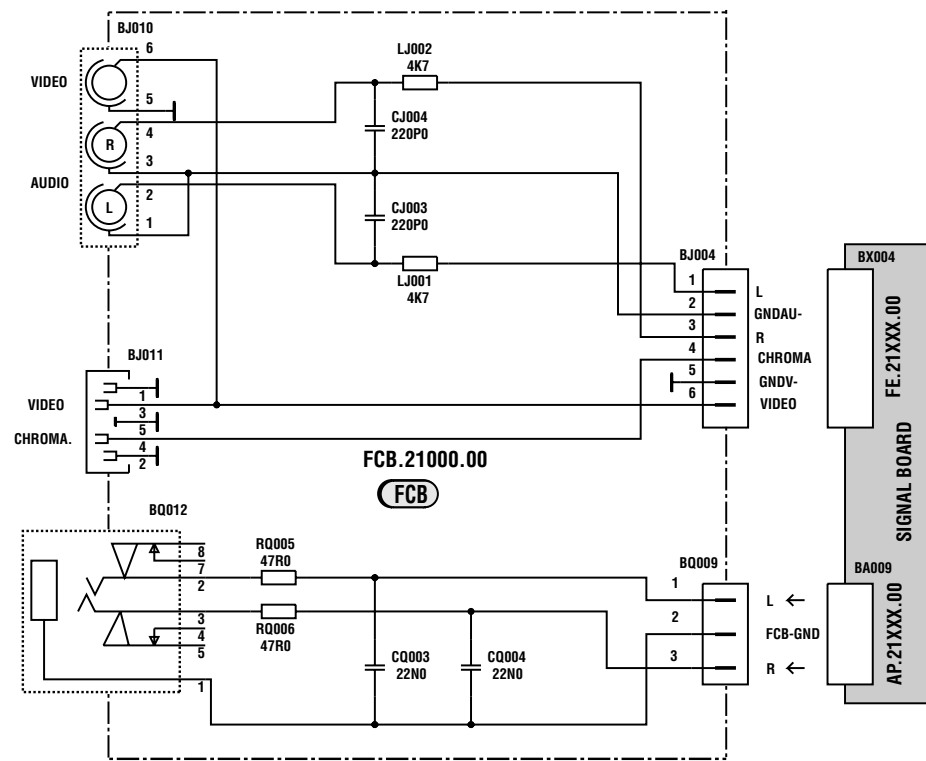 BJ010
6
VIDEO
5
4
R
3
AUDIO
2
L
1
LJ002
4K7
CJ004
220P0
CJ003
220P0
LJ001
4K7
BJ004
1
L
2
GNDAU-
3
R
4
CHROMA
5
GNDV-
6
VIDEO
BX004
FE.21XXX.00
SIGNAL BOARD
BJ011
1
VIDEO
3
5
CHROMA.
4
2
FCB.21000.00
FCB
BQ012
8
7
2
3
4
5
1
RQ005
47R0
RQ006
47R0
CQ003
22N0
CQ004
22N0
BQ009
1
L
2
FCB-GND
3
R
BA009
AP.21XXX.00